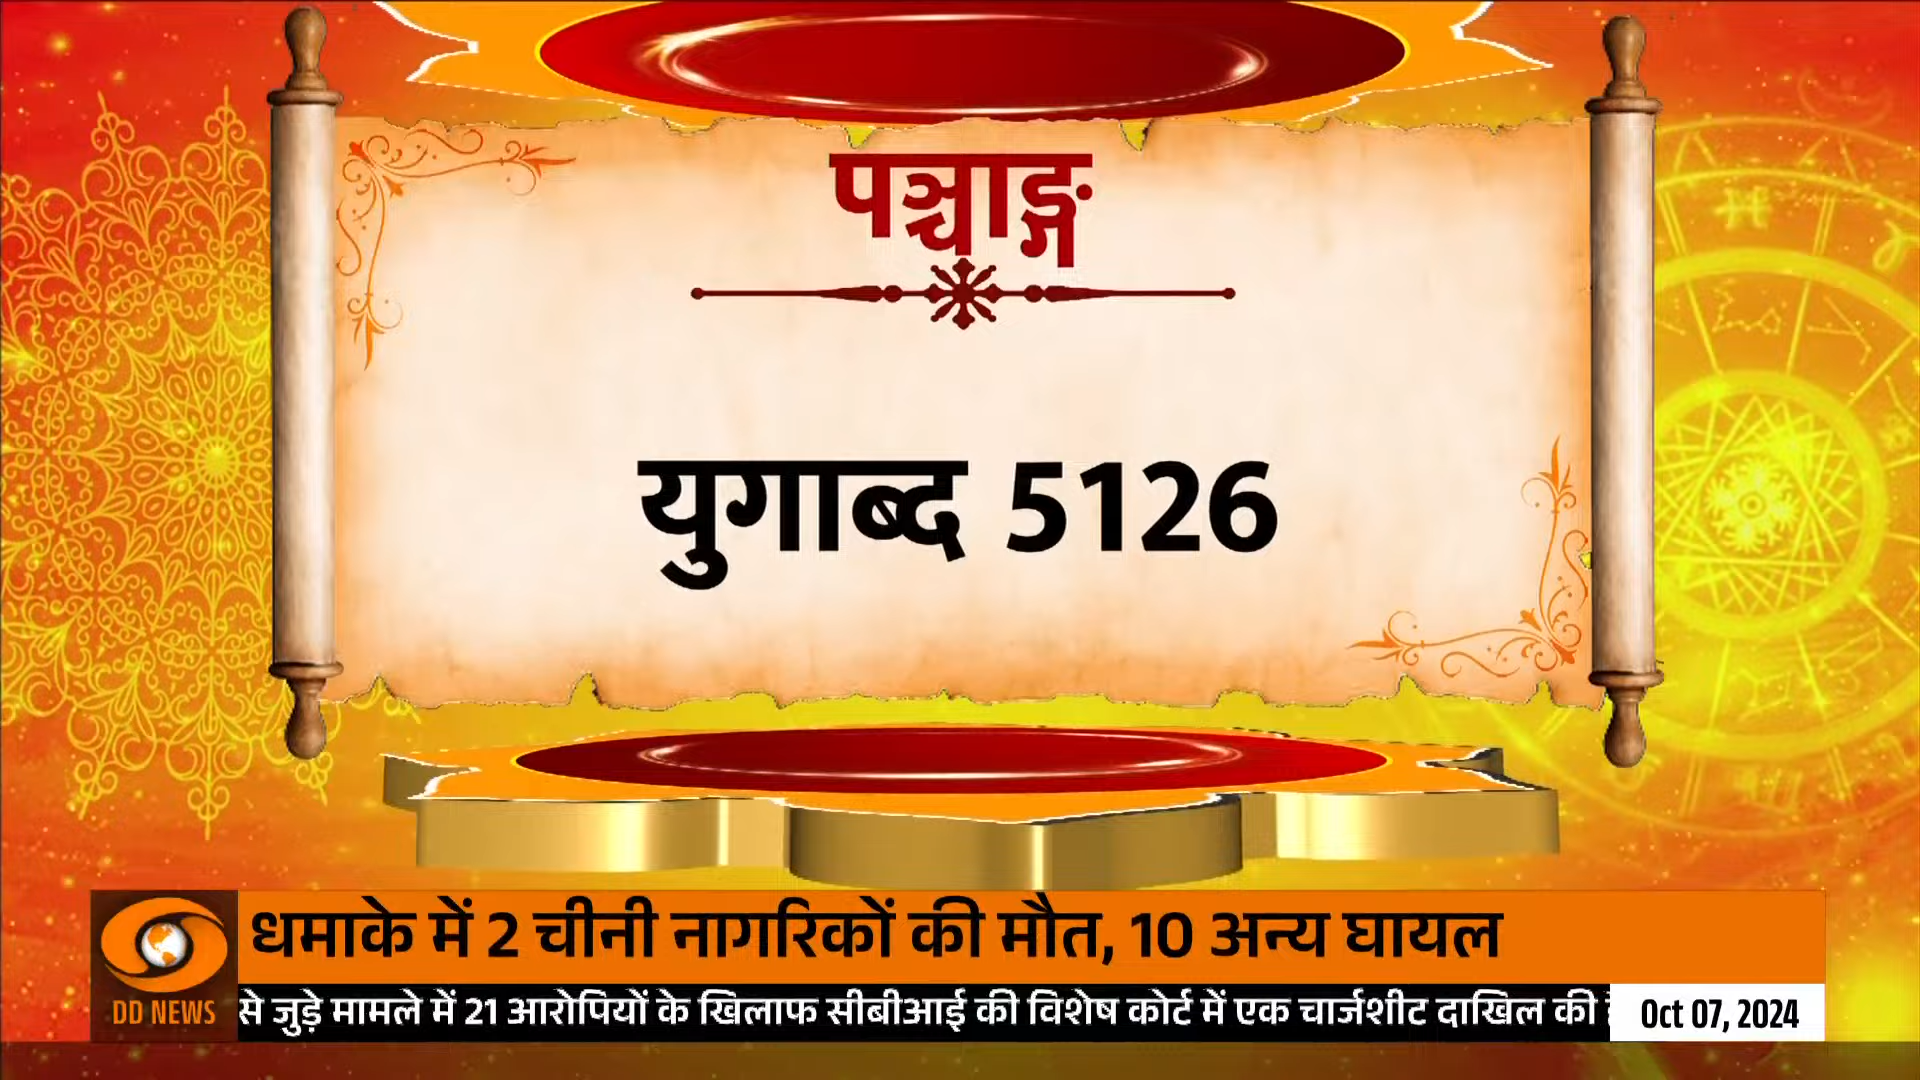 पञ्चाङ्ग
युगाब्द 5126
धमाके में 2 चीनी नागरिकों की मौत, 10 अन्य घायल
DD NEWS
से जुड़े मामले में 21 आरोपियों के खिलाफ सीबीआई की विशेष कोर्ट में एक चार्जशीट दाखिल की
Oct 07, 2024